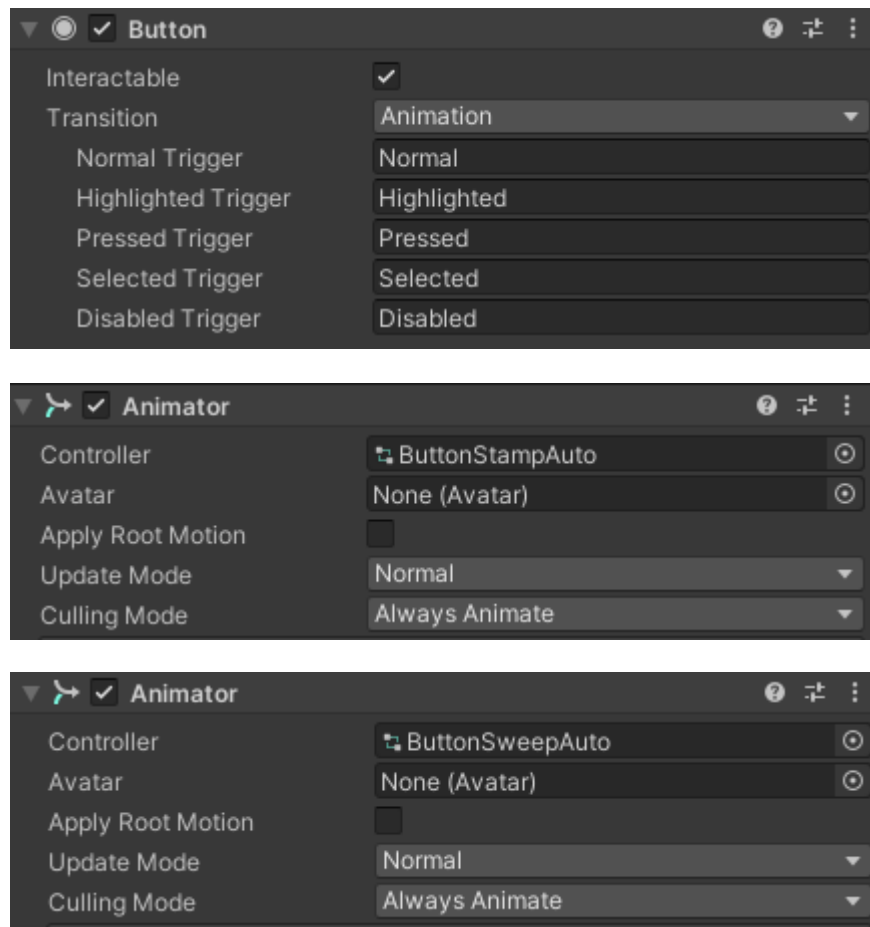 Button
Interactable
Transition Animation
Normal Trigger Normal
Highlighted Trigger Highlighted
Pressed Trigger Pressed
Selected Trigger Selected
Disabled Trigger Disabled
Animator
Controller ButtonStampAuto
Avatar None (Avatar)
Apply Root Motion
Update Mode Normal
Culling Mode Always Animate
Animator
Controller ButtonSweepAuto
Avatar None (Avatar)
Apply Root Motion
Update Mode Normal
Culling Mode Always Animate